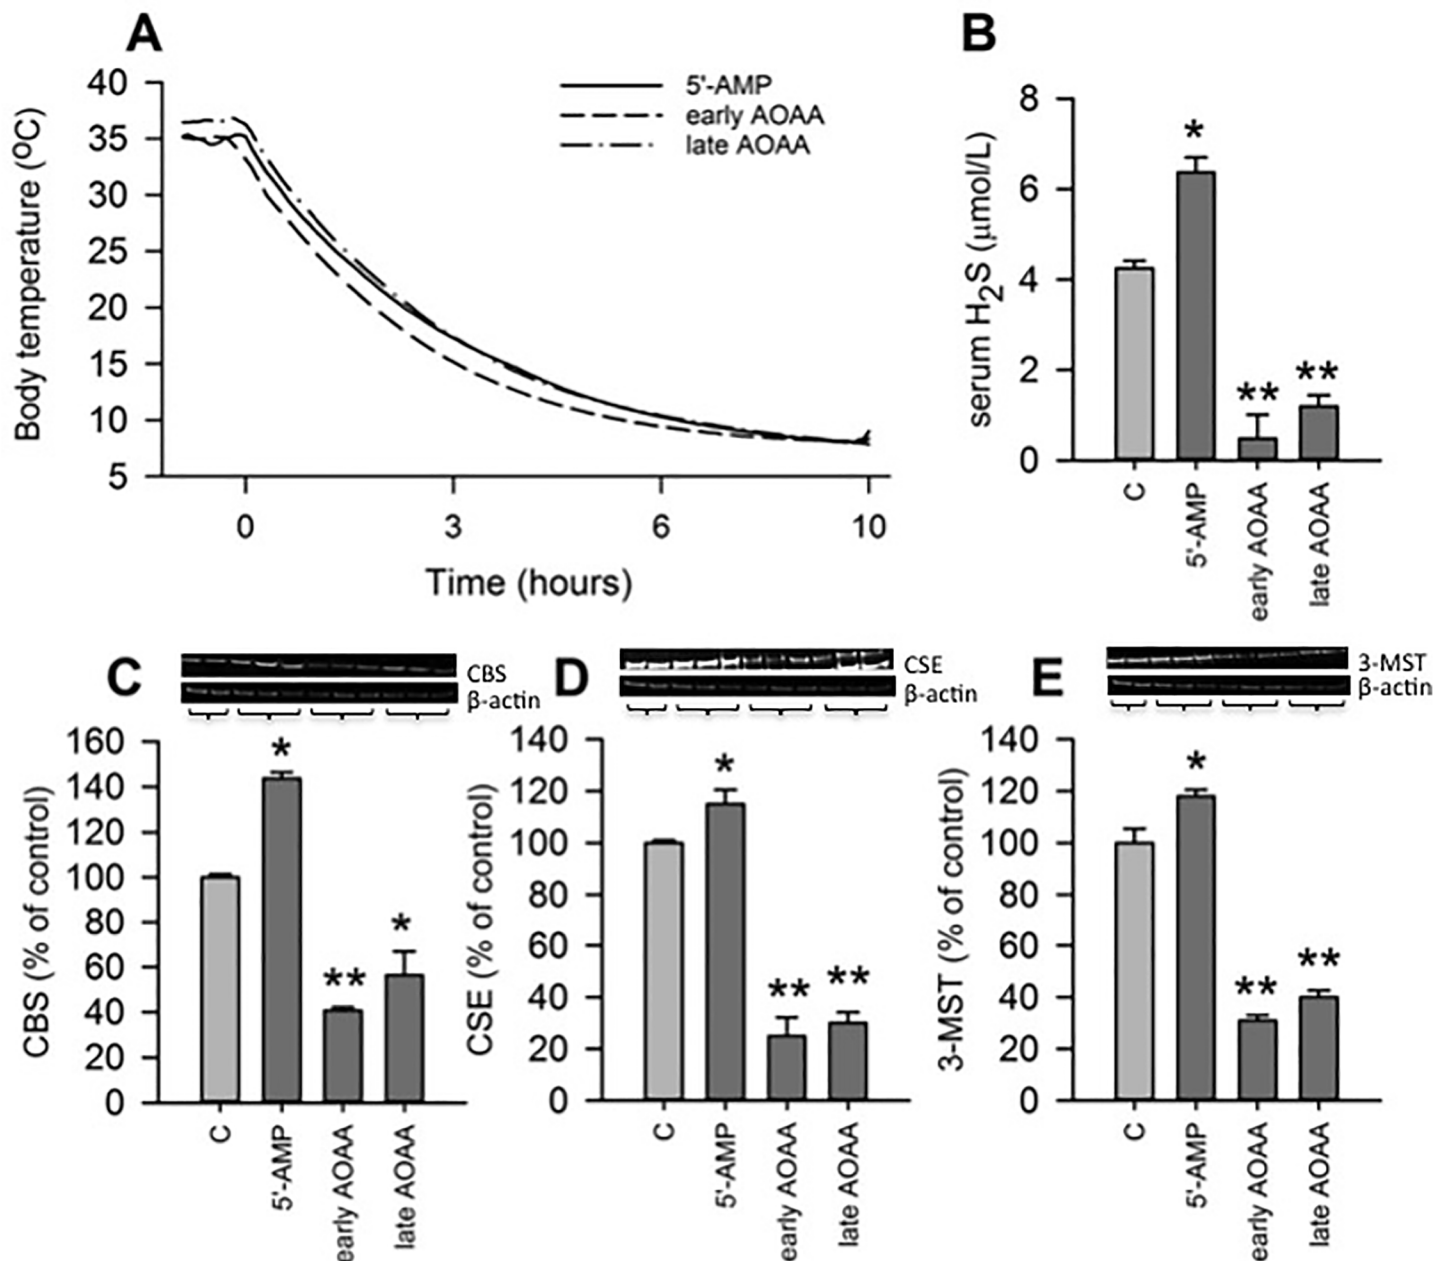 A
40
35
30
25
20
15
10
5
Body temperature (ºC)
5'-AMP
early AOAA
late AOAA
0 3 6 10
Time (hours)
B
8
6
4
2
0
serum H2S (μmol/L)
*
**
**
C
5'-AMP
early AOAA
late AOAA
C
CBS
β-actin
160
140
120
100
80
60
40
20
0
CBS (% of control)
*
**
*
C
5'-AMP
early AOAA
late AOAA
D
CSE
β-actin
140
120
100
80
60
40
20
0
CSE (% of control)
*
**
**
C
5'-AMP
early AOAA
late AOAA
E
3-MST
β-actin
140
120
100
80
60
40
20
0
3-MST (% of control)
*
**
**
C
5'-AMP
early AOAA
late AOAA